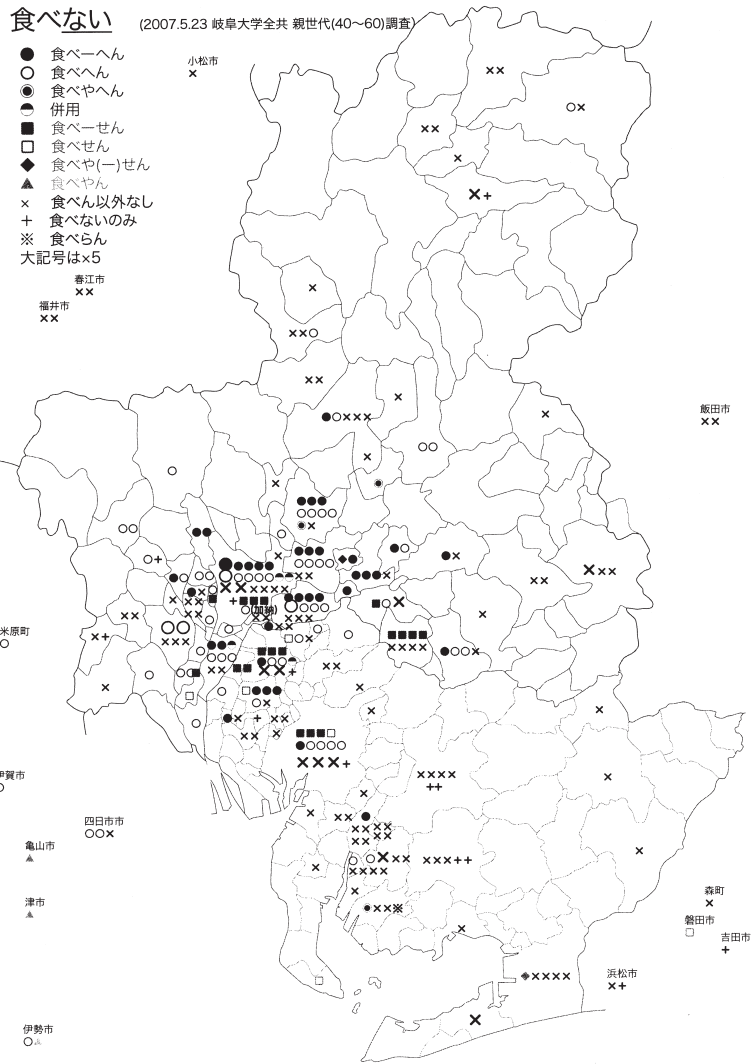 食べない (2007.5.23 岐阜大学全共 親世代(40～60)調査)
● 食べーへん
○ 食べへん
◉ 食べやへん
併用
■ 食べーせん
□ 食べせん
◆ 食べや(ー)せん
▲ 食べやん
× 食べん以外なし
+ 食べないのみ
※ 食べらん
大記号は×5
小松市
春江市
福井市
飯田市
(加納)
米原町
伊賀市
四日市市
亀山市
津市
森町
磐田市
吉田市
浜松市
伊勢市